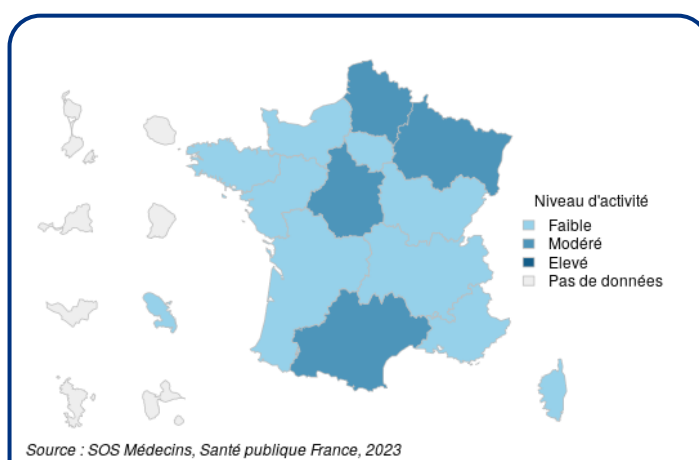 Niveau d'activité
Faible
Modéré
Elevé
Pas de données
Source : SOS Médecins, Santé publique France, 2023